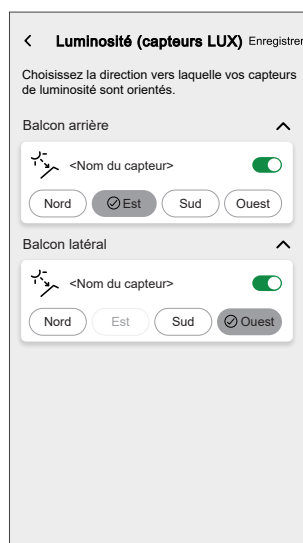 Luminosité (capteurs LUX) Enregistrer
Choisissez la direction vers laquelle vos capteurs
de luminosité sont orientés.
Balcon arrière
<Nom du capteur>
Nord Est Sud Ouest
Balcon latéral
<Nom du capteur>
Nord Est Sud Ouest